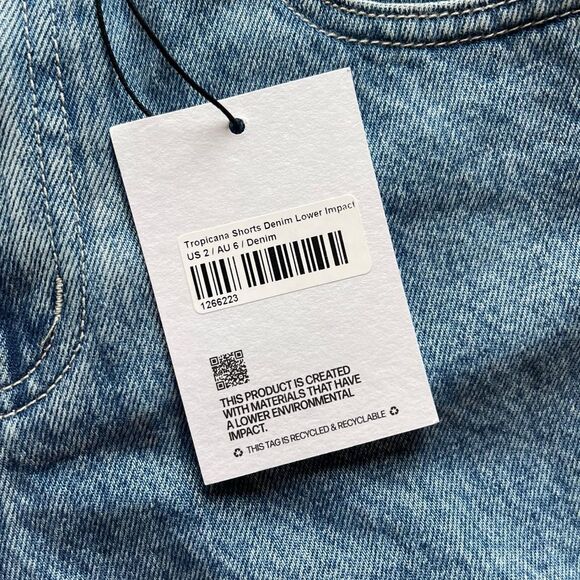 Tropicana Shorts Denim Lower Impact
US 2 / AU 6 / Denim
1266223
THIS PRODUCT IS CREATED
WITH MATERIALS THAT HAVE
A LOWER ENVIRONMENTAL
IMPACT.
♻ THIS TAG IS RECYCLED & RECYCLABLE ♻